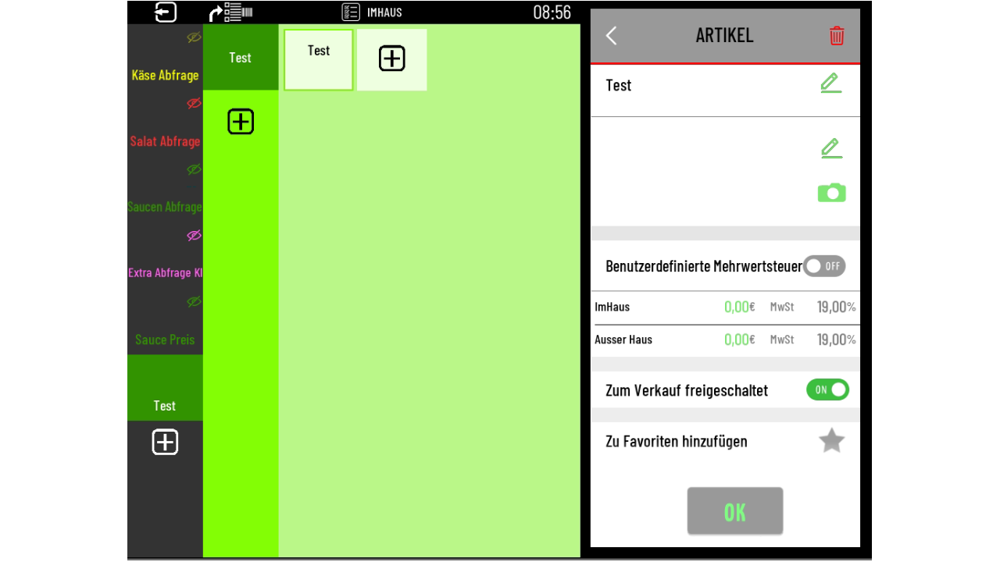 IMHAUS
08:56
Käse Abfrage
Salat Abfrage
Saucen Abfrage
Extra Abfrage Kl
Sauce Preis
Test
Test
Test
ARTIKEL
Test
Benutzerdefinierte Mehrwertsteuer OFF
ImHaus 0,00€ MwSt 19,00%
Ausser Haus 0,00€ MwSt 19,00%
Zum Verkauf freigeschaltet ON
Zu Favoriten hinzufügen
OK